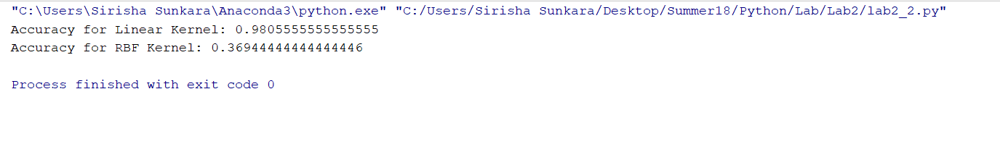 "C:\Users\Sirisha Sunkara\Anaconda3\python.exe" "C:/Users/Sirisha Sunkara/Desktop/Summer18/Python/Lab/Lab2/lab2_2.py"
Accuracy for Linear Kernel: 0.9805555555555555
Accuracy for RBF Kernel: 0.36944444444444446
Process finished with exit code 0